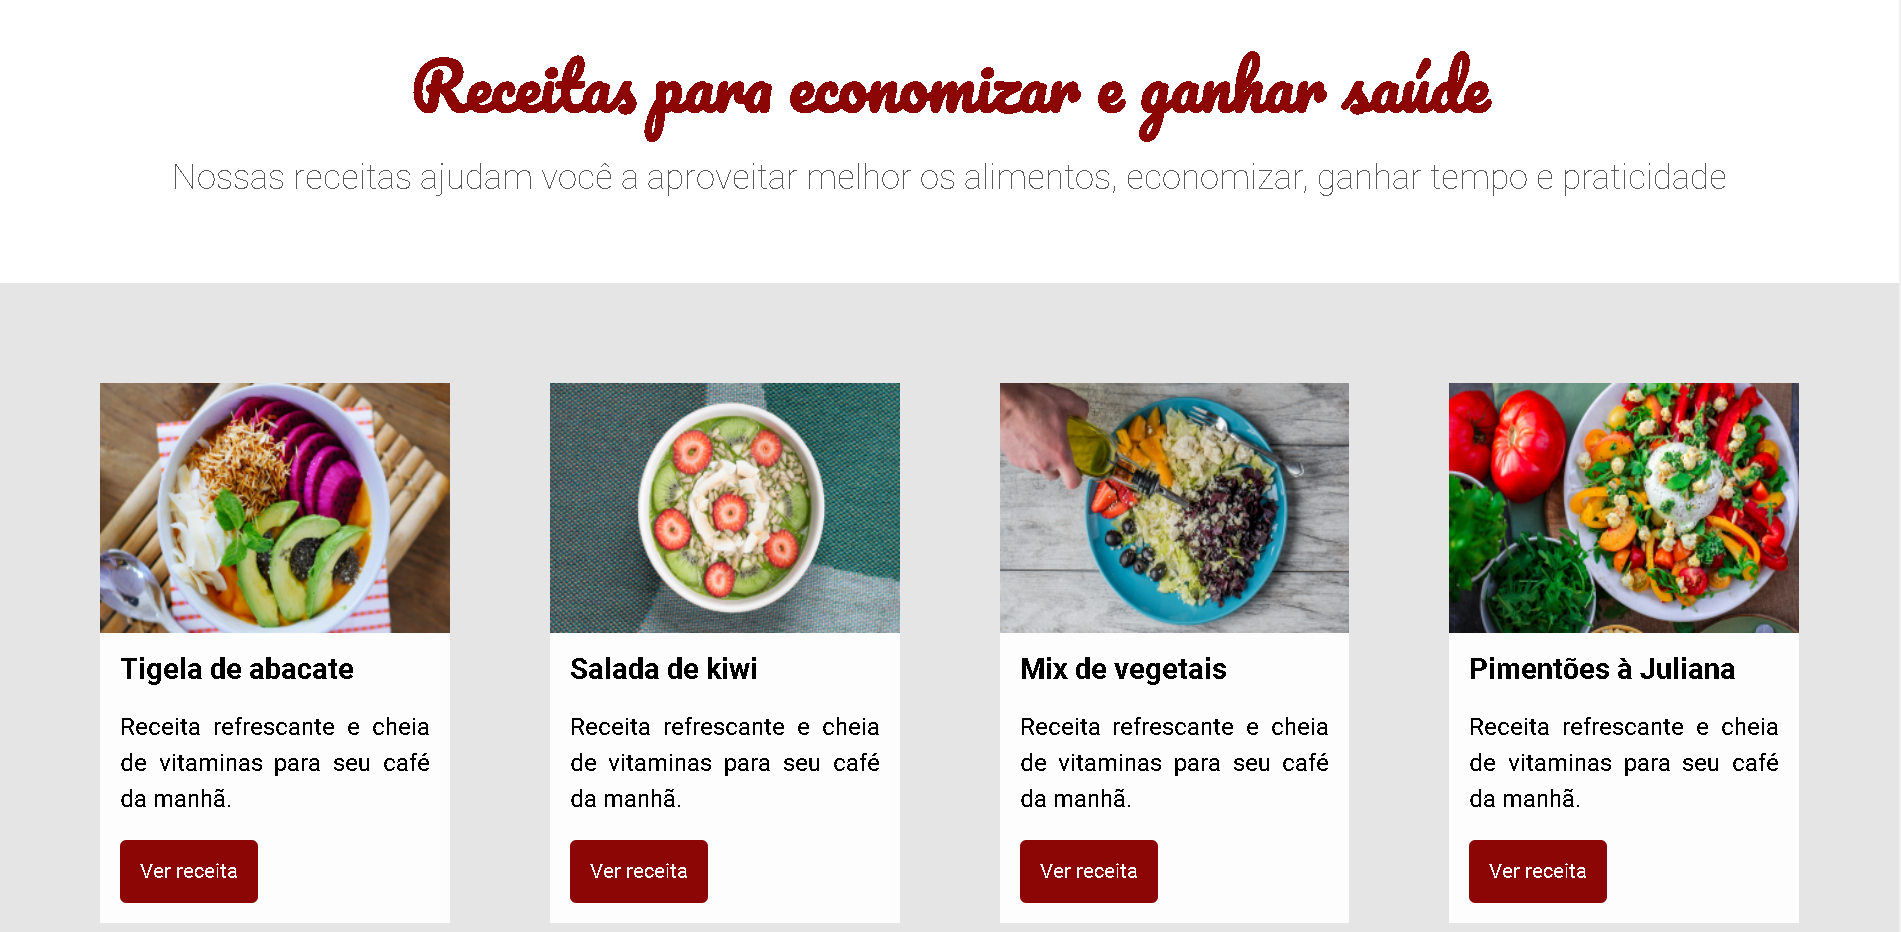 Receitas para economizar e ganhar saúde
Nossas receitas ajudam você a aproveitar melhor os alimentos, economizar, ganhar tempo e praticidade
Tigela de abacate
Receita refrescante e cheia
de vitaminas para seu café
da manhã.
Ver receita
Salada de kiwi
Receita refrescante e cheia
de vitaminas para seu café
da manhã.
Ver receita
Mix de vegetais
Receita refrescante e cheia
de vitaminas para seu café
da manhã.
Ver receita
Pimentões à Juliana
Receita refrescante e cheia
de vitaminas para seu café
da manhã.
Ver receita